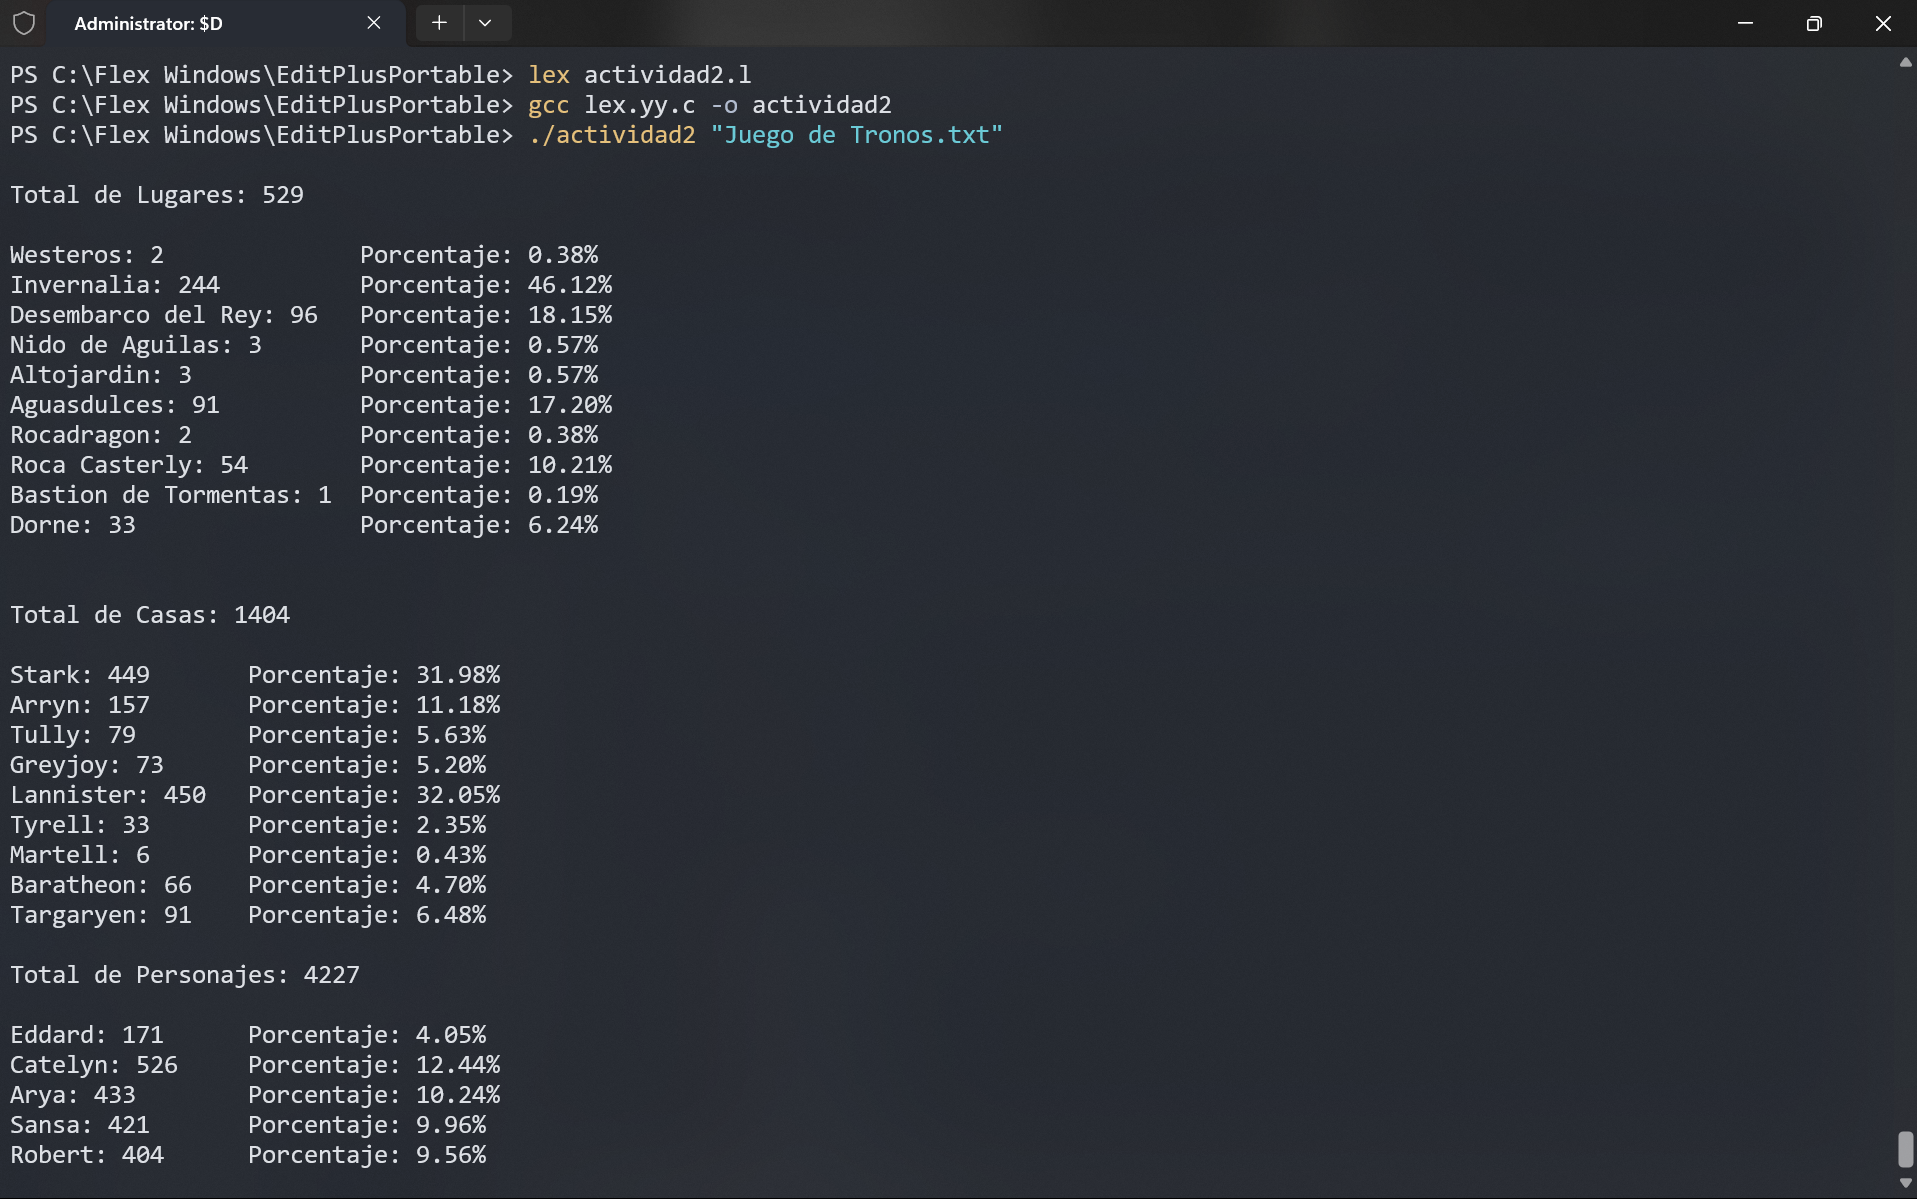 Administrator: $D
PS C:\Flex Windows\EditPlusPortable> lex actividad2.l
PS C:\Flex Windows\EditPlusPortable> gcc lex.yy.c -o actividad2
PS C:\Flex Windows\EditPlusPortable> ./actividad2 "Juego de Tronos.txt"
Total de Lugares: 529
Westeros: 2 Porcentaje: 0.38%
Invernalia: 244 Porcentaje: 46.12%
Desembarco del Rey: 96 Porcentaje: 18.15%
Nido de Aguilas: 3 Porcentaje: 0.57%
Altojardin: 3 Porcentaje: 0.57%
Aguasdulces: 91 Porcentaje: 17.20%
Rocadragon: 2 Porcentaje: 0.38%
Roca Casterly: 54 Porcentaje: 10.21%
Bastion de Tormentas: 1 Porcentaje: 0.19%
Dorne: 33 Porcentaje: 6.24%
Total de Casas: 1404
Stark: 449 Porcentaje: 31.98%
Arryn: 157 Porcentaje: 11.18%
Tully: 79 Porcentaje: 5.63%
Greyjoy: 73 Porcentaje: 5.20%
Lannister: 450 Porcentaje: 32.05%
Tyrell: 33 Porcentaje: 2.35%
Martell: 6 Porcentaje: 0.43%
Baratheon: 66 Porcentaje: 4.70%
Targaryen: 91 Porcentaje: 6.48%
Total de Personajes: 4227
Eddard: 171 Porcentaje: 4.05%
Catelyn: 526 Porcentaje: 12.44%
Arya: 433 Porcentaje: 10.24%
Sansa: 421 Porcentaje: 9.96%
Robert: 404 Porcentaje: 9.56%